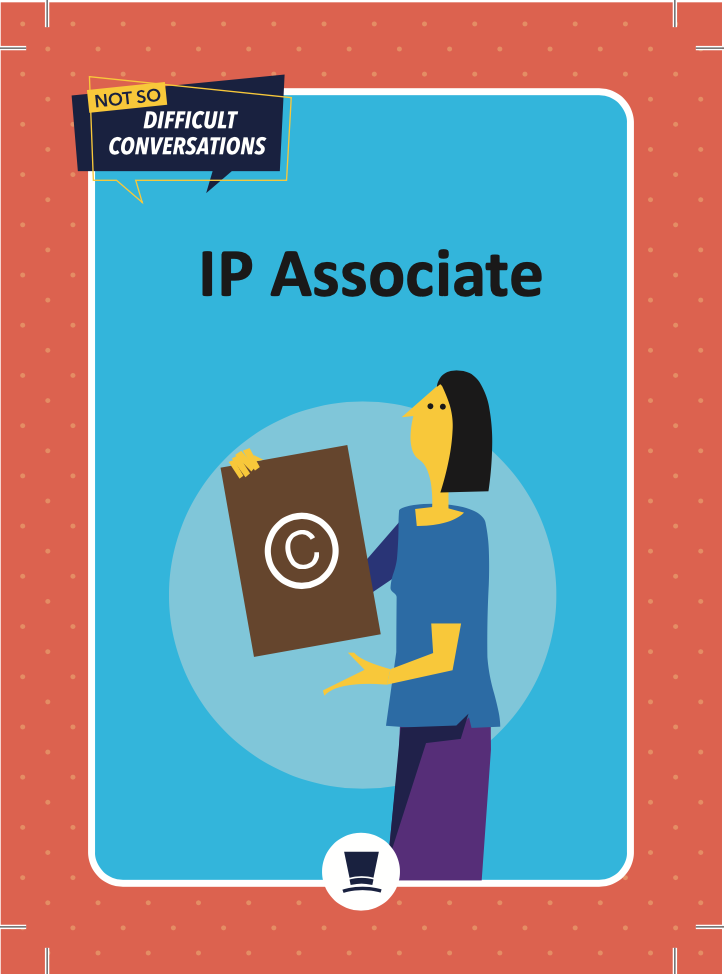 NOT SO
DIFFICULT
CONVERSATIONS
IP Associate
©